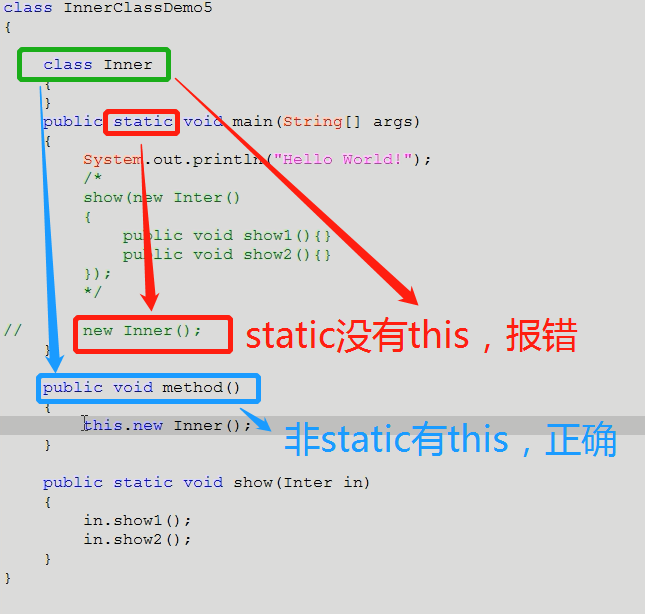 class InnerClassDemo5
{
class Inner
{
}
public static void main(String[] args)
{
System.out.println("Hello World!");
/*
show(new Inter()
{
public void show1(){}
public void show2(){}
});
*/
// new Inner();
static没有this，报错
}
public void method()
{
this.new Inner();
非static有this，正确
}
public static void show(Inter in)
{
in.show1();
in.show2();
}
}